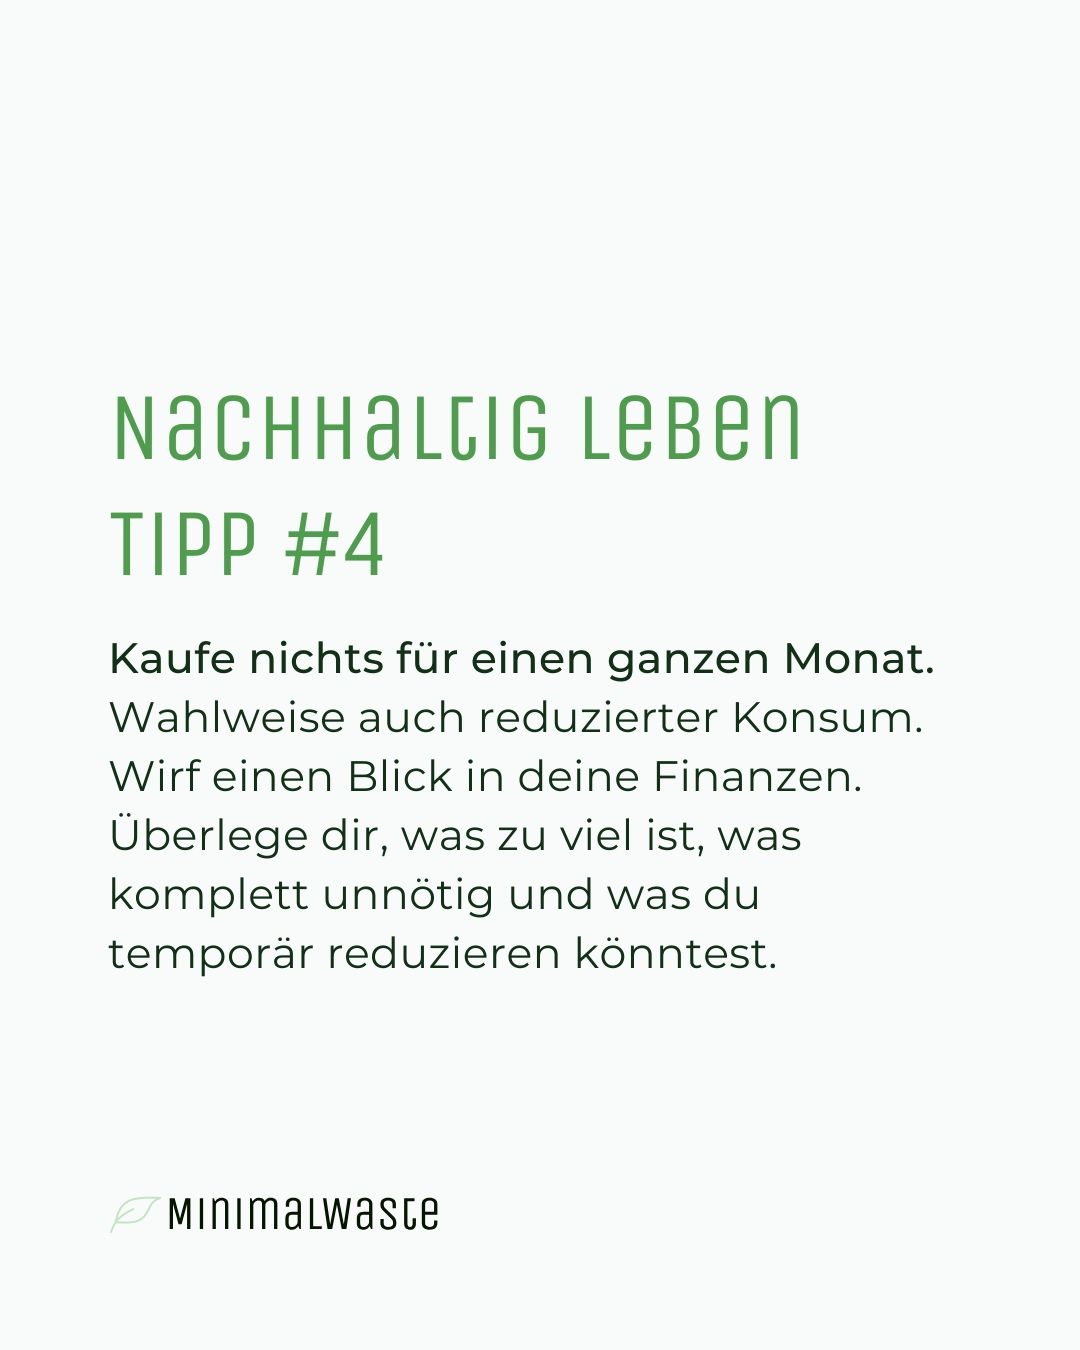 Nachhaltig leben
Tipp #4
Kaufe nichts für einen ganzen Monat.
Wahlweise auch reduzierter Konsum.
Wirf einen Blick in deine Finanzen.
Überlege dir, was zu viel ist, was
komplett unnötig und was du
temporär reduzieren könntest.
Minimalwaste